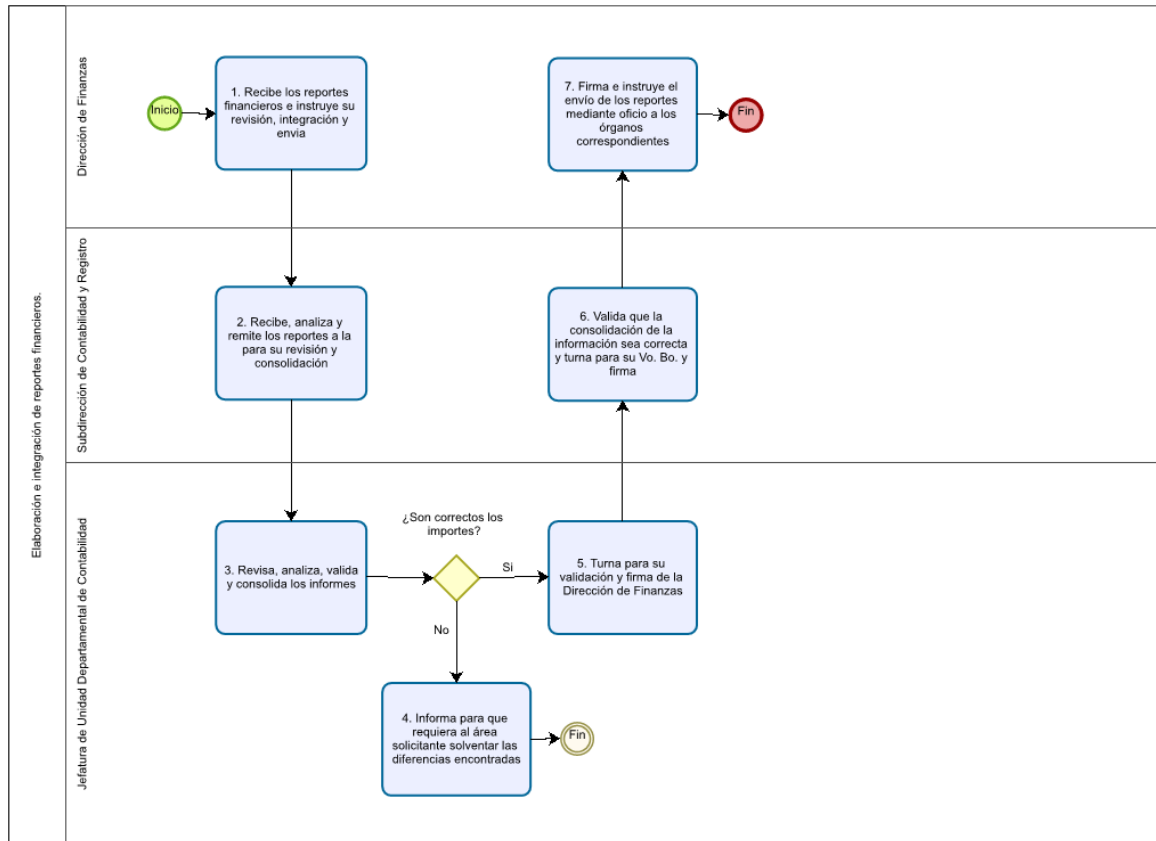 Elaboración e integración de reportes financieros.
Dirección de Finanzas
Inicio
1. Recibe los reportes
financieros e instruye su
revisión, integración y
envia
7. Firma e instruye el
envío de los reportes
mediante oficio a los
órganos
correspondientes
Fin
Subdirección de Contabilidad y Registro
2. Recibe, analiza y
remite los reportes a la
para su revisión y
consolidación
6. Valida que la
consolidación de la
información sea correcta
y turna para su Vo. Bo. y
firma
Jefatura de Unidad Departamental de Contabilidad
3. Revisa, analiza, valida
y consolida los informes
¿Son correctos los
importes?
Si
No
5. Turna para su
validación y firma de la
Dirección de Finanzas
4. Informa para que
requiera al área
solicitante solventar las
diferencias encontradas
Fin